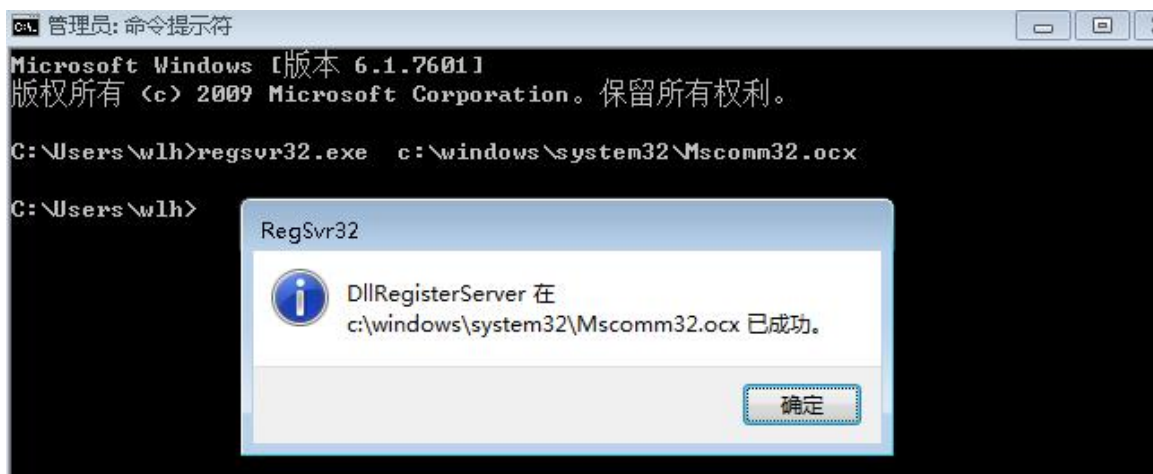 管理员: 命令提示符
Microsoft Windows [版本 6.1.7601]
版权所有 (c) 2009 Microsoft Corporation。保留所有权利。
C:\Users\wlh>regsvr32.exe  c:\windows\system32\Mscomm32.ocx
C:\Users\wlh>
RegSvr32
DllRegisterServer 在
c:\windows\system32\Mscomm32.ocx 已成功。
确定